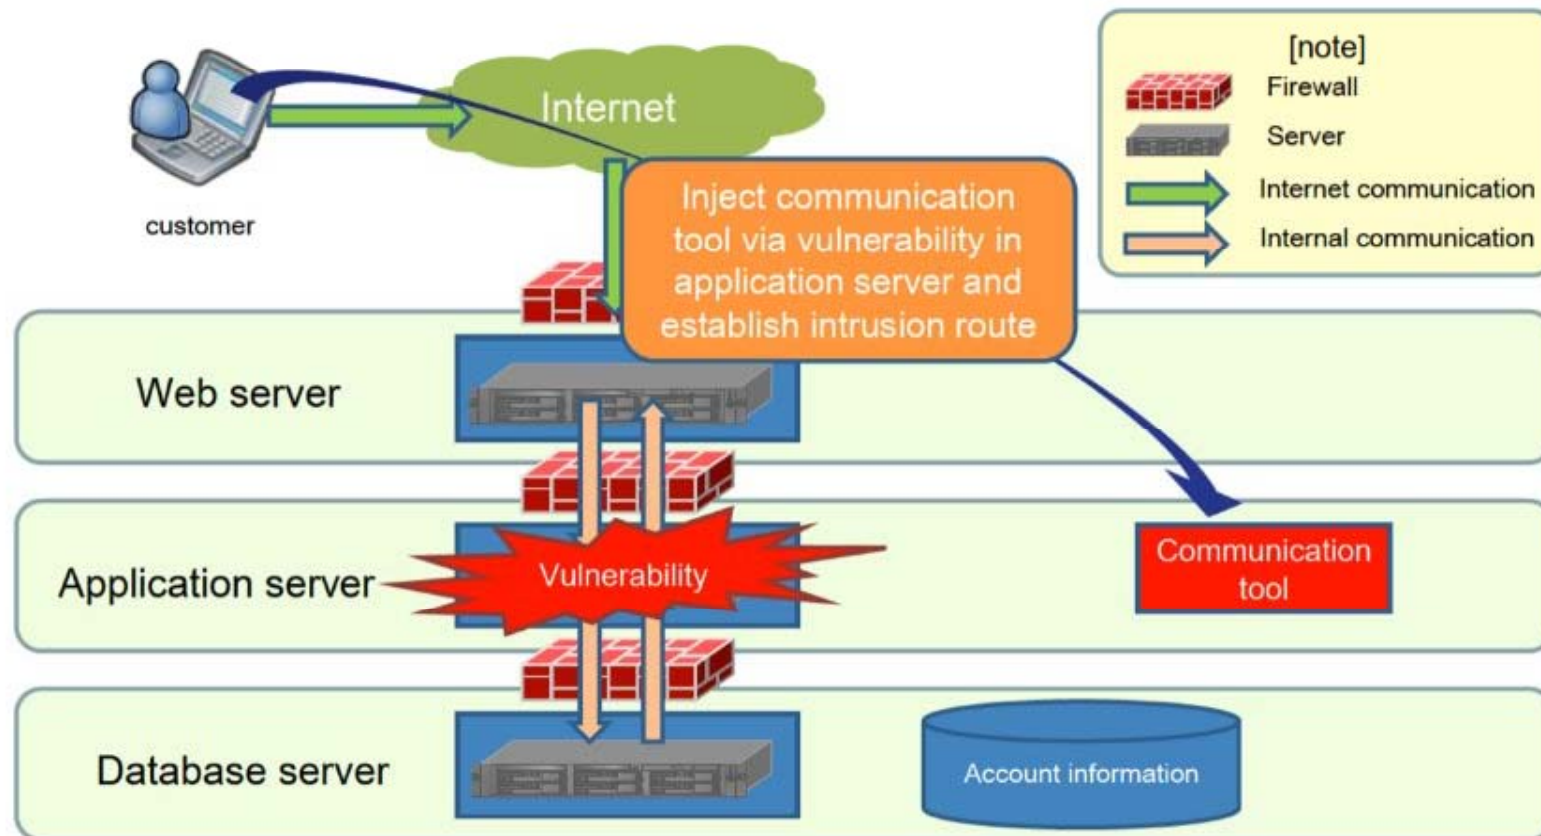 [note]
Firewall
Server
Internet communication
Internal communication
Internet
customer
Inject communication
tool via vulnerability in
application server and
establish intrusion route
Web server
Application server
Vulnerability
Communication
tool
Database server
Account information